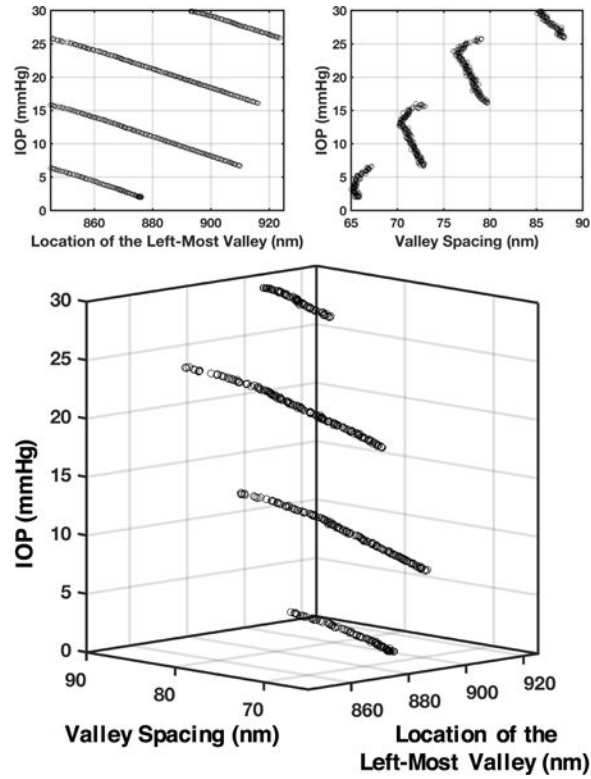 30
25
20
15
10
5
0
IOP (mmHg)
860 880 900 920
Location of the Left-Most Valley (nm)
30
25
20
15
10
5
0
IOP (mmHg)
65 70 75 80 85 90
Valley Spacing (nm)
30
25
20
15
10
5
0
IOP (mmHg)
90 80 70
Valley Spacing (nm)
860 880 900 920
Location of the
Left-Most Valley (nm)